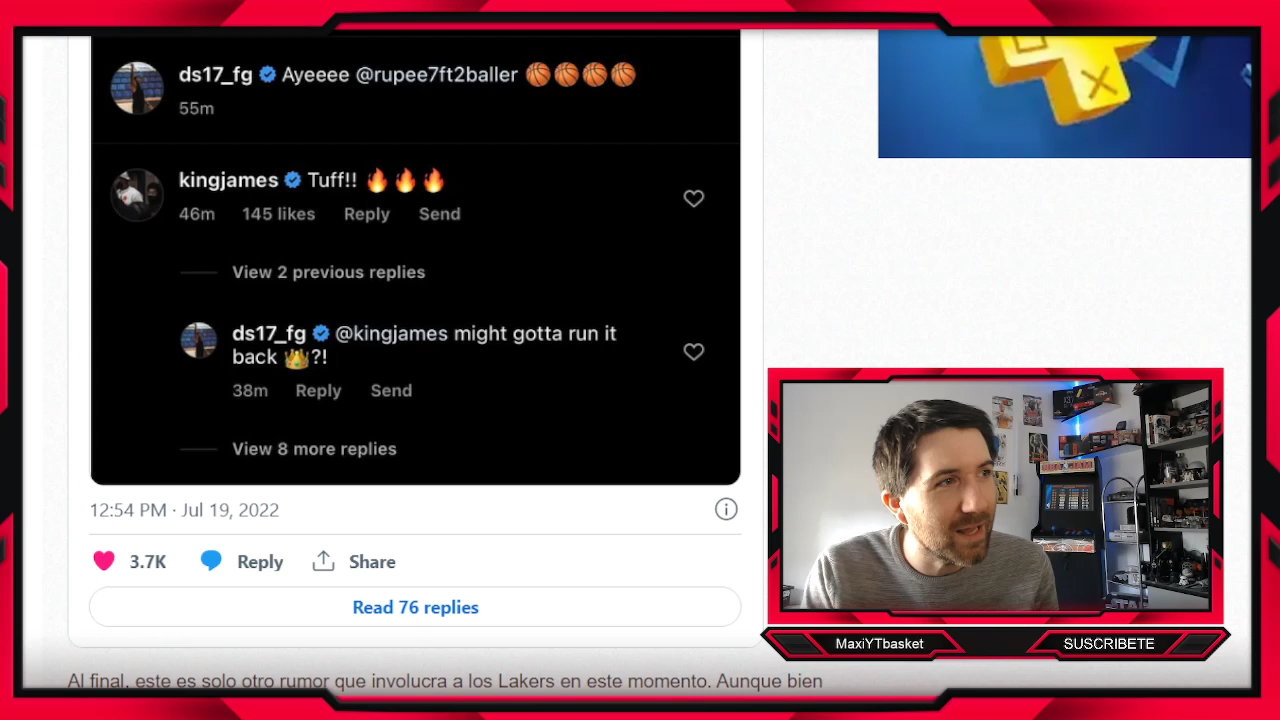 ds17_fg Ayeeee @rupee7ft2baller 🏀🏀🏀🏀
55m
kingjames Tuff!! 🔥🔥🔥
46m 145 likes Reply Send
View 2 previous replies
ds17_fg @kingjames might gotta run it
back 👑?!
38m Reply Send
View 8 more replies
12:54 PM · Jul 19, 2022
3.7K Reply Share
Read 76 replies
Al final, este es solo otro rumor que involucra a los Lakers en este momento. Aunque bien
MaxiYTbasket
SUSCRIBETE